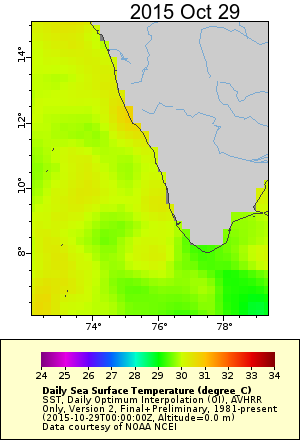 2015 Oct 29
14°
12°
10°
8°
74°
76°
78°
24 25 26 27 28 29 30 31 32 33 34
Daily Sea Surface Temperature (degree_C)
SST, Daily Optimum Interpolation (OI), AVHRR
Only, Version 2, Final+Preliminary, 1981-present
(2015-10-29T00:00:00Z, Altitude=0.0 m)
Data courtesy of NOAA NCEI